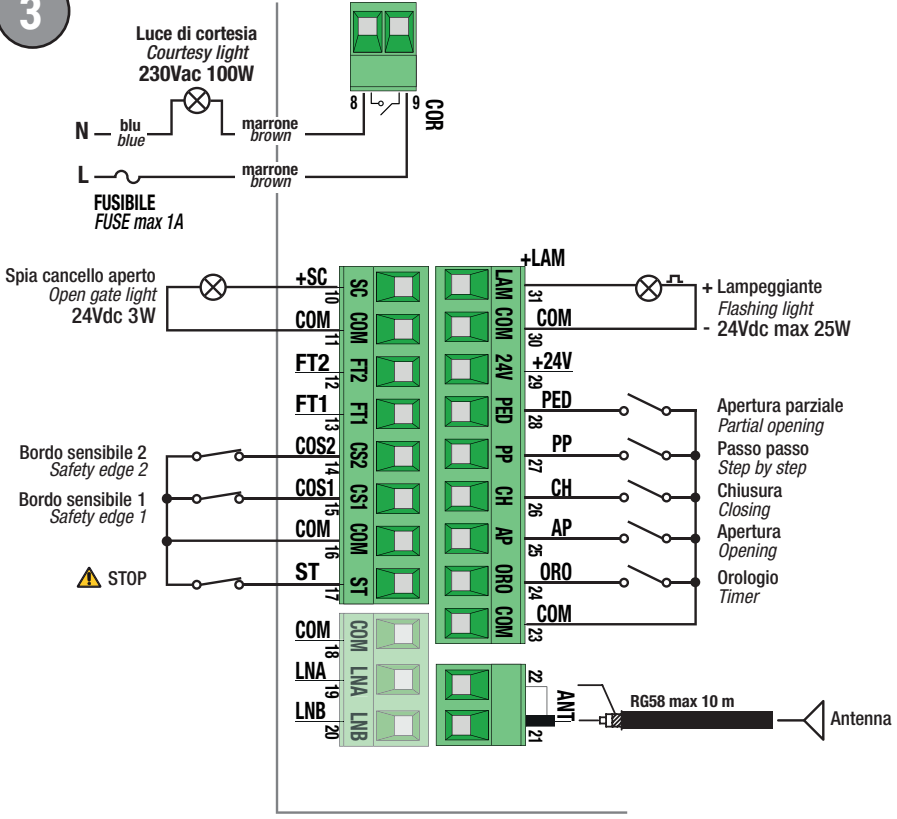 3
Luce di cortesia
Courtesy light
230Vac 100W
8
9
COR
N
blu
blue
marrone
brown
L
marrone
brown
FUSIBILE
FUSE max 1A
Spia cancello aperto
Open gate light
24Vdc 3W
+SC
10
SC
COM
11
COM
FT2
12
FT2
FT1
13
FT1
Bordo sensibile 2
Safety edge 2
COS2
14
CS2
Bordo sensibile 1
Safety edge 1
COS1
15
CS1
COM
16
COM
STOP
ST
17
ST
COM
18
COM
LNA
19
LNA
LNB
20
LNB
+LAM
LAM
31
+ Lampeggiante
Flashing light
- 24Vdc max 25W
COM
30
COM
24V
29
+24V
PED
28
PED
Apertura parziale
Partial opening
PP
27
PP
Passo passo
Step by step
CH
26
CH
Chiusura
Closing
AP
25
AP
Apertura
Opening
ORO
24
ORO
Orologio
Timer
COM
23
COM
22
21
ANT
RG58 max 10 m
Antenna